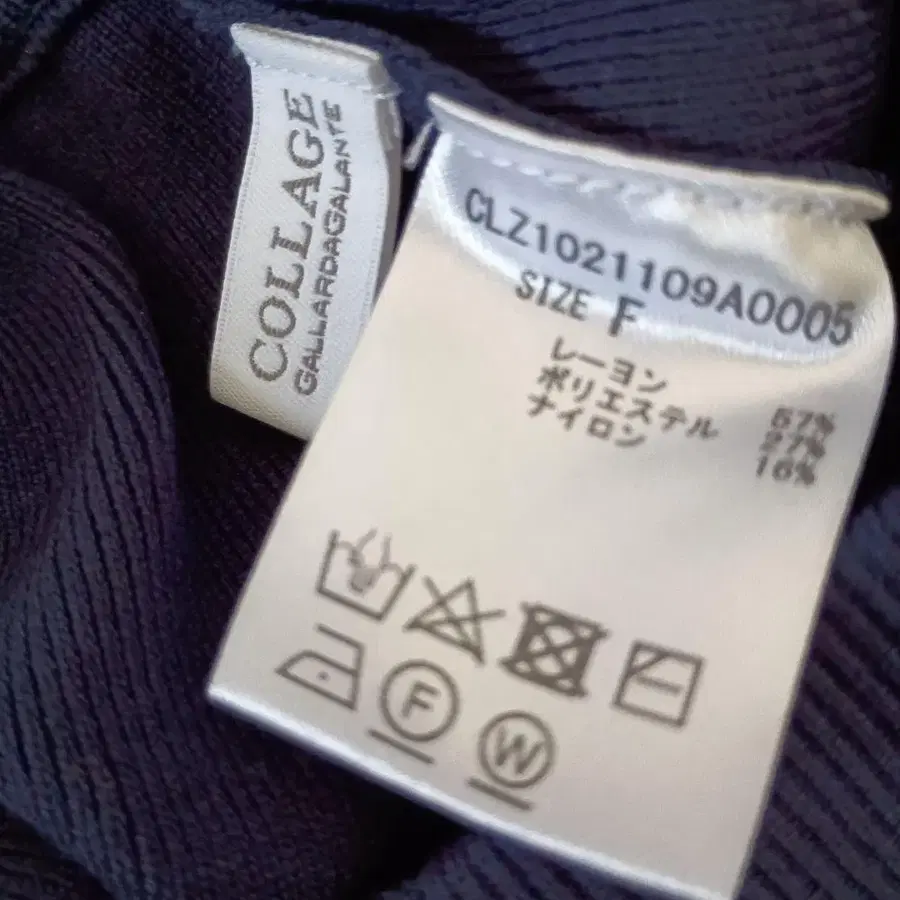 COLLAGE
GALLARDAGALANTE
CLZ1021109A0005
SIZE F
レーヨン 57%
ポリエステル 27%
ナイロン 16%
F
W